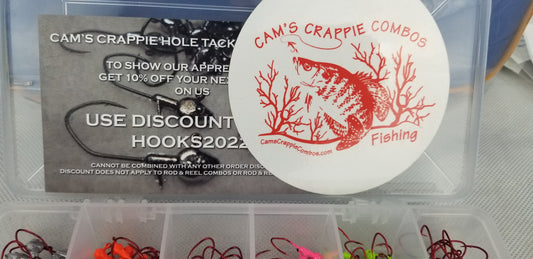 CAM'S CRAPPIE HOLE TACK
TO SHOW OUR APPRE
GET 10% OFF YOUR NEX
ON US
USE DISCOUNT
HOOKS2022
CANNOT BE COMBINED WITH ANY OTHER ORDER DISC
DISCOUNT DOES NOT APPLY TO ROD & REEL COMBOS OR ROD & RE
CAM'S CRAPPIE COMBOS
Fishing
CamsCrappieCombos.com